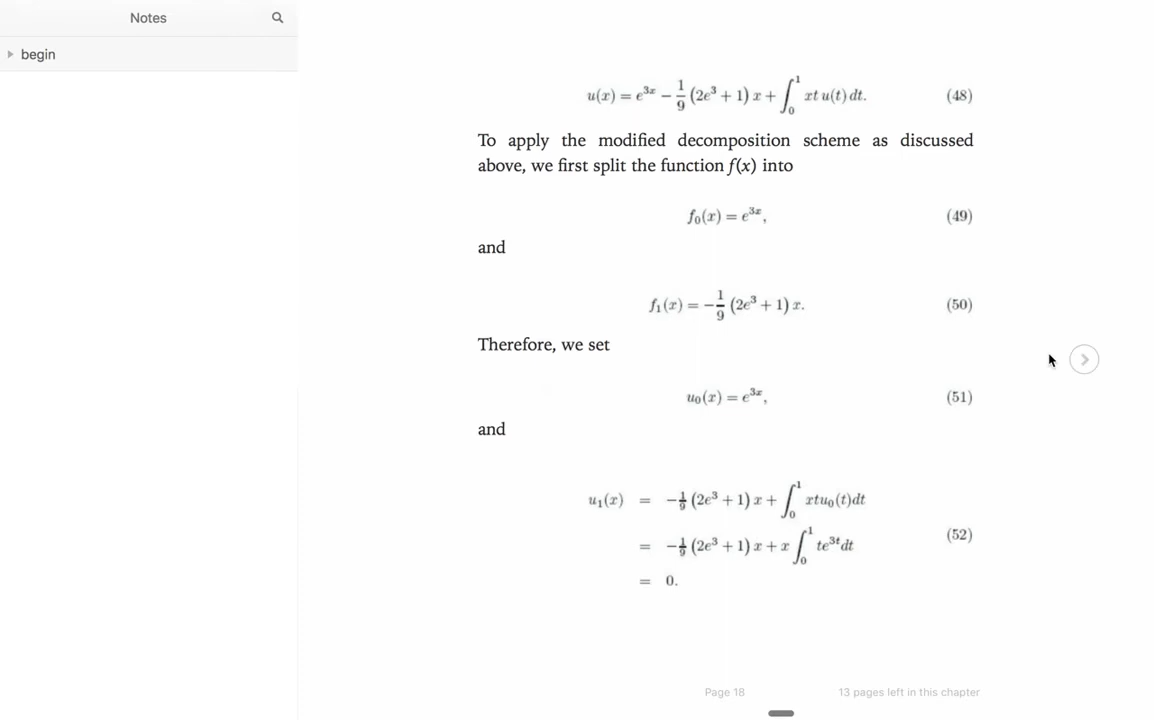 Notes
begin
u(x) = e^{3x} − \frac{1}{9} (2e^3 + 1) x + ∫_0^1 xt u(t) dt. (48)
To apply the modified decomposition scheme as discussed
above, we first split the function f(x) into
f_0(x) = e^{3x}, (49)
and
f_1(x) = −\frac{1}{9} (2e^3 + 1) x. (50)
Therefore, we set
u_0(x) = e^{3x}, (51)
and
u_1(x) = −\frac{1}{9} (2e^3 + 1) x + ∫_0^1 xtu_0(t)dt
= −\frac{1}{9} (2e^3 + 1) x + x ∫_0^1 te^{3t}dt (52)
= 0.
Page 18 13 pages left in this chapter